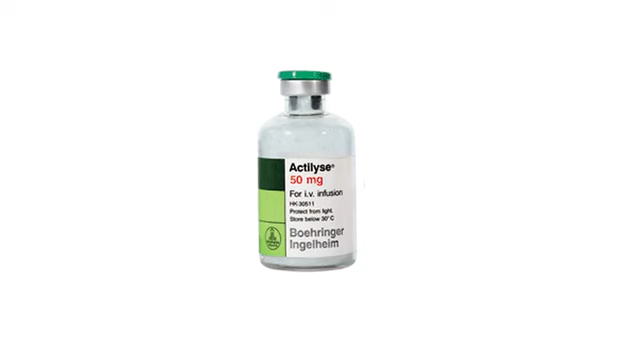 Actilyse®
50 mg
For i.v. infusion
HK-30511
Protect from light.
Store below 30° C
Boehringer
Ingelheim